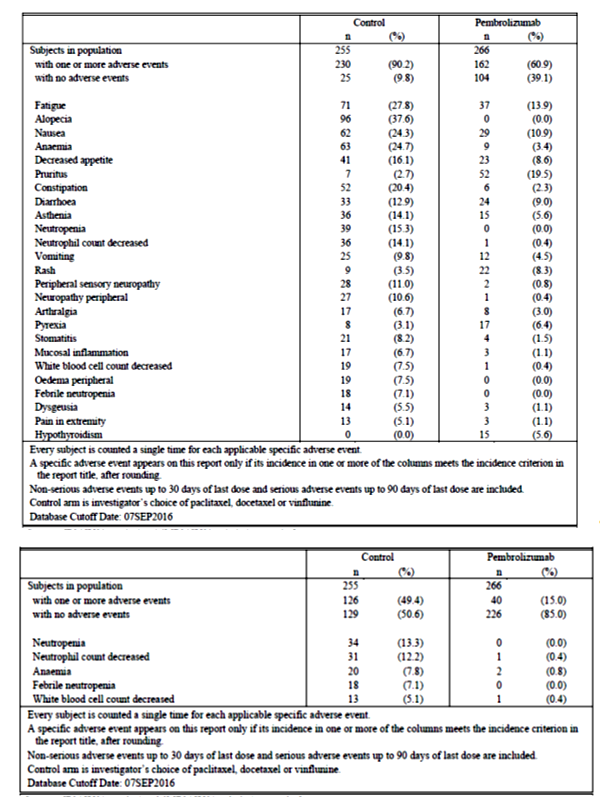 Control Pembrolizumab
n (%) n (%)
Subjects in population 255 266
with one or more adverse events 230 (90.2) 162 (60.9)
with no adverse events 25 (9.8) 104 (39.1)
Fatigue 71 (27.8) 37 (13.9)
Alopecia 96 (37.6) 0 (0.0)
Nausea 62 (24.3) 29 (10.9)
Anaemia 63 (24.7) 9 (3.4)
Decreased appetite 41 (16.1) 23 (8.6)
Pruritus 7 (2.7) 52 (19.5)
Constipation 52 (20.4) 6 (2.3)
Diarrhoea 33 (12.9) 24 (9.0)
Asthenia 36 (14.1) 15 (5.6)
Neutropenia 39 (15.3) 0 (0.0)
Neutrophil count decreased 36 (14.1) 1 (0.4)
Vomiting 25 (9.8) 12 (4.5)
Rash 9 (3.5) 22 (8.3)
Peripheral sensory neuropathy 28 (11.0) 2 (0.8)
Neuropathy peripheral 27 (10.6) 1 (0.4)
Arthralgia 17 (6.7) 8 (3.0)
Pyrexia 8 (3.1) 17 (6.4)
Stomatitis 21 (8.2) 4 (1.5)
Mucosal inflammation 17 (6.7) 3 (1.1)
White blood cell count decreased 19 (7.5) 1 (0.4)
Oedema peripheral 19 (7.5) 0 (0.0)
Febrile neutropenia 18 (7.1) 0 (0.0)
Dysgeusia 14 (5.5) 3 (1.1)
Pain in extremity 13 (5.1) 3 (1.1)
Hypothyroidism 0 (0.0) 15 (5.6)
Every subject is counted a single time for each applicable specific adverse event.
A specific adverse event appears on this report only if its incidence in one or more of the columns meets the incidence criterion in
the report title, after rounding.
Non-serious adverse events up to 30 days of last dose and serious adverse events up to 90 days of last dose are included.
Control arm is investigator's choice of paclitaxel, docetaxel or vinflunine.
Database Cutoff Date: 07SEP2016
Control Pembrolizumab
n (%) n (%)
Subjects in population 255 266
with one or more adverse events 126 (49.4) 40 (15.0)
with no adverse events 129 (50.6) 226 (85.0)
Neutropenia 34 (13.3) 0 (0.0)
Neutrophil count decreased 31 (12.2) 1 (0.4)
Anaemia 20 (7.8) 2 (0.8)
Febrile neutropenia 18 (7.1) 0 (0.0)
White blood cell count decreased 13 (5.1) 1 (0.4)
Every subject is counted a single time for each applicable specific adverse event.
A specific adverse event appears on this report only if its incidence in one or more of the columns meets the incidence criterion in
the report title, after rounding.
Non-serious adverse events up to 30 days of last dose and serious adverse events up to 90 days of last dose are included.
Control arm is investigator's choice of paclitaxel, docetaxel or vinflunine.
Database Cutoff Date: 07SEP2016